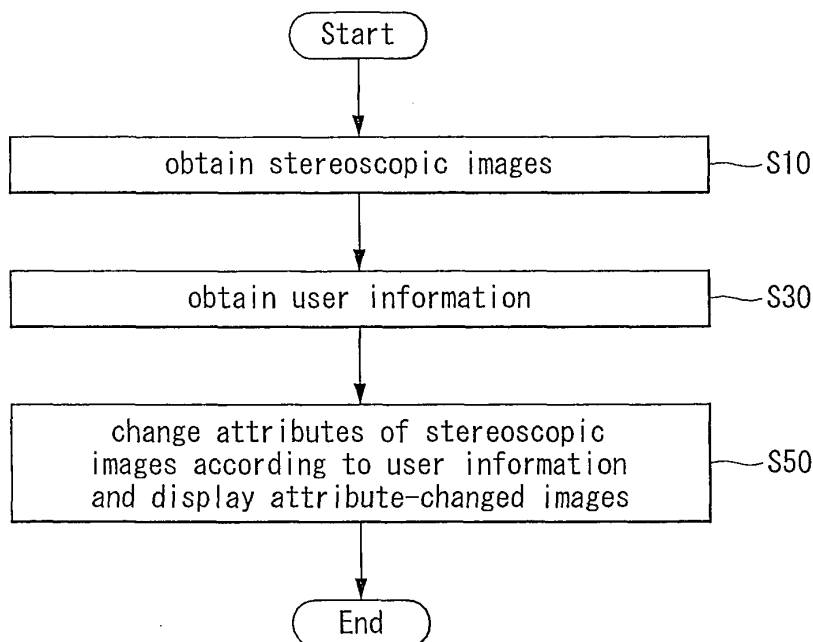 Start
obtain stereoscopic images
S10
obtain user information
S30
change attributes of stereoscopic
images according to user information
and display attribute-changed images
S50
End